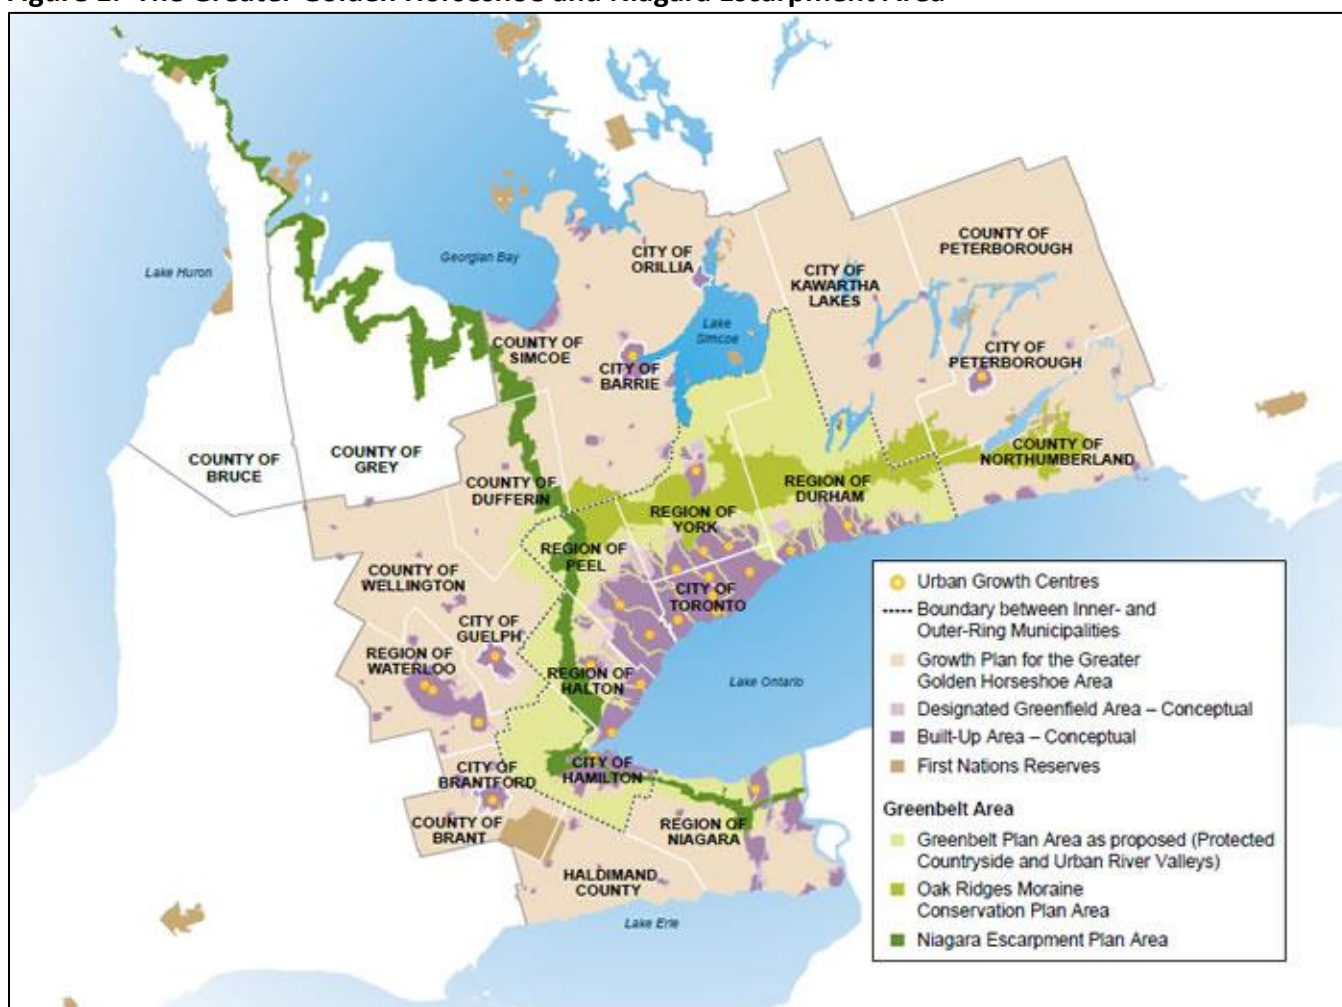 Figure 1: The Greater Golden Horseshoe and Niagara Escarpment Area
Lake Huron
Georgian Bay
CITY OF
ORILLIA
CITY OF
KAWARTHA
LAKES
COUNTY OF
PETERBOROUGH
COUNTY OF
SIMCOE
Lake
Simcoe
CITY OF
BARRIE
CITY OF
PETERBOROUGH
COUNTY OF
BRUCE
COUNTY OF
GREY
COUNTY OF
DUFFERIN
COUNTY OF
NORTHUMBERLAND
REGION OF
DURHAM
REGION OF
YORK
REGION OF
PEEL
COUNTY OF
WELLINGTON
CITY OF
TORONTO
CITY OF
GUELPH
REGION OF
WATERLOO
REGION OF
HALTON
Lake Ontario
CITY OF
BRANTFORD
CITY OF
HAMILTON
COUNTY OF
BRANT
REGION OF
NIAGARA
HALDIMAND
COUNTY
Lake Erie
Urban Growth Centres
Boundary between Inner- and
Outer-Ring Municipalities
Growth Plan for the Greater
Golden Horseshoe Area
Designated Greenfield Area – Conceptual
Built-Up Area – Conceptual
First Nations Reserves
Greenbelt Area
Greenbelt Plan Area as proposed (Protected
Countryside and Urban River Valleys)
Oak Ridges Moraine
Conservation Plan Area
Niagara Escarpment Plan Area